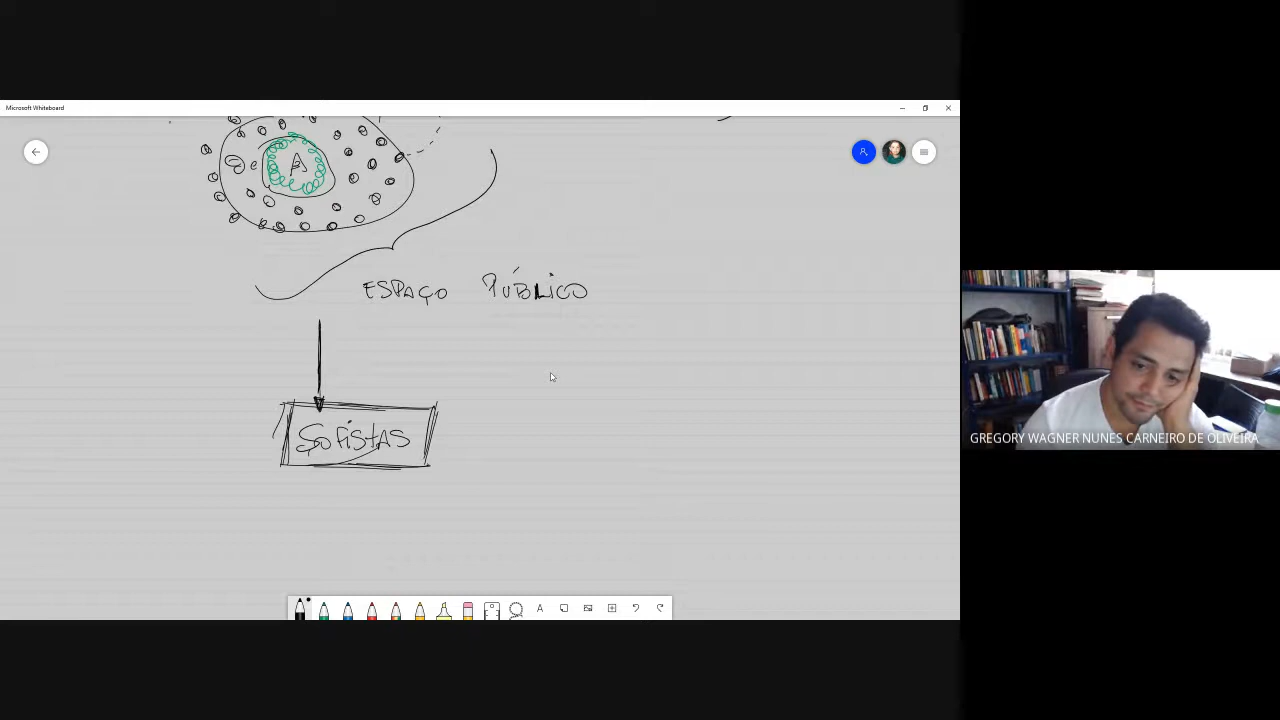 Microsoft Whiteboard
A
ESPAÇO PÚBLICO
SOFISTAS
A
GREGORY WAGNER NUNES CARNEIRO DE OLIVEIRA